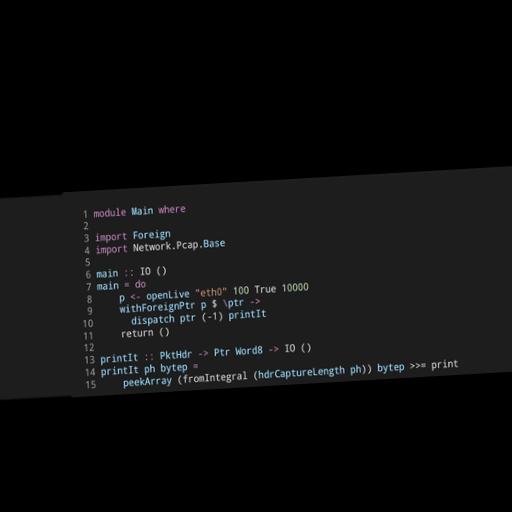 1 module Main where
2
3 import Foreign
4 import Network.Pcap.Base
5
6 main :: IO ()
7 main = do
8     p <- openLive "eth0" 100 True 10000
9     withForeignPtr p $ \ptr ->
10       dispatch ptr (-1) printIt
11     return ()
12
13 printIt :: PktHdr -> Ptr Word8 -> IO ()
14 printIt ph bytep =
15     peekArray (fromIntegral (hdrCaptureLength ph)) bytep >>= print